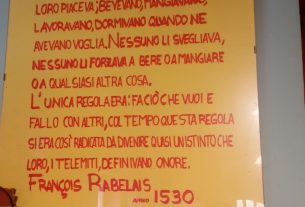 LORO PIACEVA; BEVEVANO, MANGIAVANO,
LAVORAVANO, DORMIVANO QUANDO NE
AVEVANO VOGLIA. NESSUNO LI SVEGLIAVA,
NESSUNO LI FORZAVA A BERE O A MANGIARE
O A QUALSIASI ALTRA COSA.
L'UNICA REGOLA ERA: FA CIÒ CHE VUOI E
FALLO CON ALTRI, COL TEMPO QUESTA REGOLA
SI ERA COSÌ RADICATA DA DIVENIRE QUASI UN ISTINTO CHE
LORO, I TELEMITI, DEFINIVANO ONORE.
FRANÇOIS RABELAIS
ANNO 1530